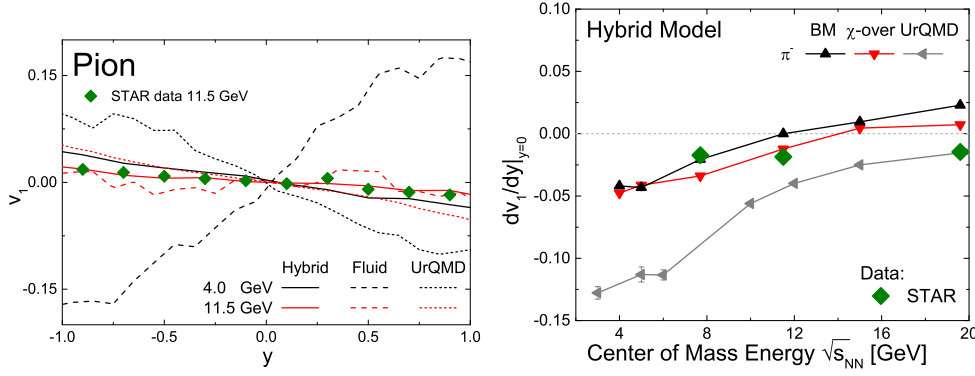 Pion
STAR data 11.5 GeV
0.15
0.00
-0.15
v1
Hybrid Fluid UrQMD
4.0 GeV
11.5 GeV
-1.0 -0.5 0.0 0.5 1.0
y
Hybrid Model
BM χ-over UrQMD
π-
0.10
0.05
0.00
-0.05
-0.10
-0.15
dv1/dy|y=0
Data:
STAR
4 8 12 16 20
Center of Mass Energy √sNN [GeV]